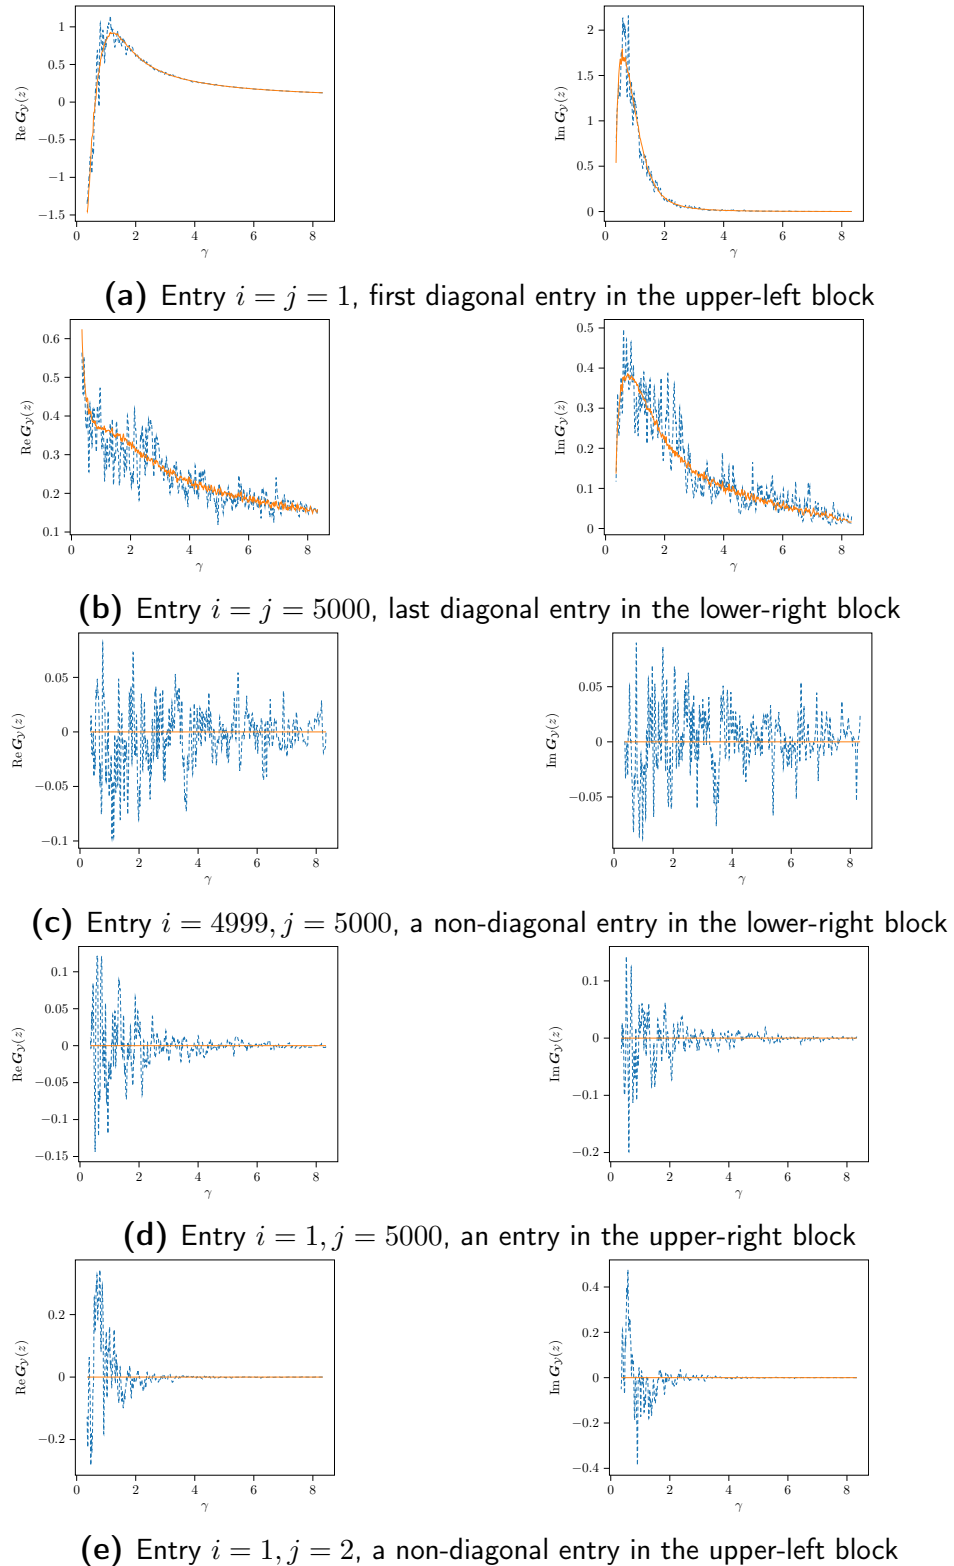 1
0.5
0
−0.5
−1
−1.5
Re G_𝒴(z)
0 2 4 6 8
γ
2
1.5
1
0.5
0
Im G_𝒴(z)
0 2 4 6 8
γ
(a) Entry i = j = 1, first diagonal entry in the upper-left block
0.6
0.5
0.4
0.3
0.2
0.1
Re G_𝒴(z)
0 2 4 6 8
γ
0.5
0.4
0.3
0.2
0.1
0
Im G_𝒴(z)
0 2 4 6 8
γ
(b) Entry i = j = 5000, last diagonal entry in the lower-right block
0.05
0
−0.05
−0.1
Re G_𝒴(z)
0 2 4 6 8
γ
0.05
0
−0.05
Im G_𝒴(z)
0 2 4 6 8
γ
(c) Entry i = 4999, j = 5000, a non-diagonal entry in the lower-right block
0.1
0.05
0
−0.05
−0.1
−0.15
Re G_𝒴(z)
0 2 4 6 8
γ
0.1
0
−0.1
−0.2
Im G_𝒴(z)
0 2 4 6 8
γ
(d) Entry i = 1, j = 5000, an entry in the upper-right block
0.2
0
−0.2
Re G_𝒴(z)
0 2 4 6 8
γ
0.4
0.2
0
−0.2
−0.4
Im G_𝒴(z)
0 2 4 6 8
γ
(e) Entry i = 1, j = 2, a non-diagonal entry in the upper-left block